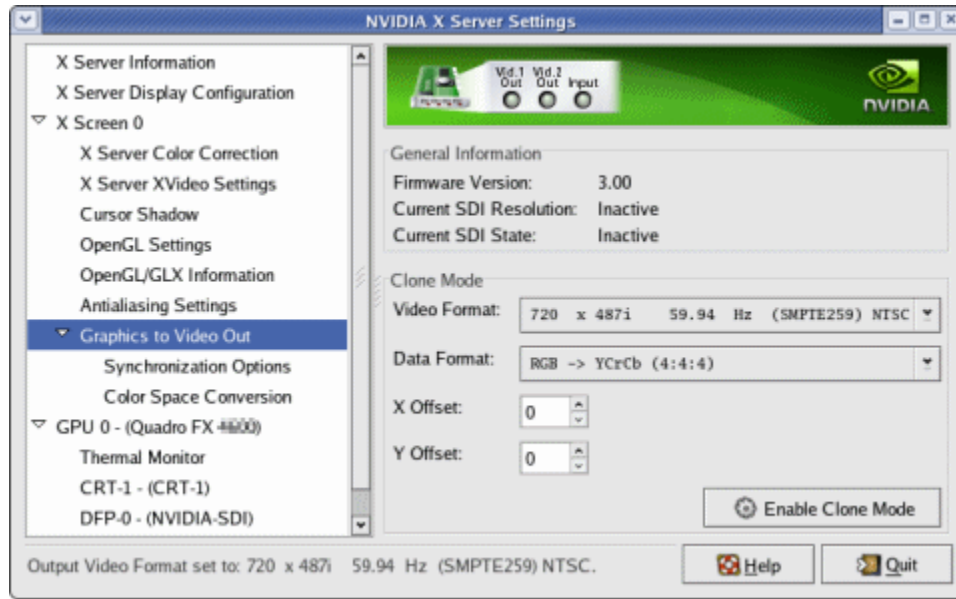 NVIDIA X Server Settings
X Server Information
X Server Display Configuration
X Screen 0
X Server Color Correction
X Server XVideo Settings
Cursor Shadow
OpenGL Settings
OpenGL/GLX Information
Antialiasing Settings
Graphics to Video Out
Synchronization Options
Color Space Conversion
GPU 0 - (Quadro FX
Thermal Monitor
CRT-1 - (CRT-1)
DFP-0 - (NVIDIA-SDI)
Vid.1 Out
Vid.2 Out
Input
NVIDIA
General Information
Firmware Version: 3.00
Current SDI Resolution: Inactive
Current SDI State: Inactive
Clone Mode
Video Format: 720 x 487i 59.94 Hz (SMPTE259) NTSC
Data Format: RGB -> YCrCb (4:4:4)
X Offset: 0
Y Offset: 0
Enable Clone Mode
Output Video Format set to: 720 x 487i 59.94 Hz (SMPTE259) NTSC.
Help
Quit